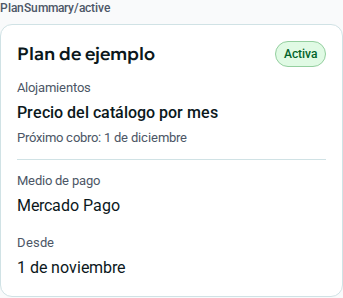 PlanSummary/active
Plan de ejemplo
Activa
Alojamientos
Precio del catálogo por mes
Próximo cobro: 1 de diciembre
Medio de pago
Mercado Pago
Desde
1 de noviembre